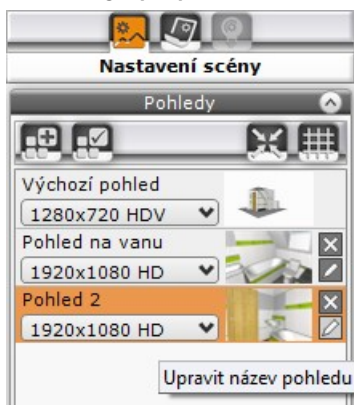 Nastavení scény
Pohledy
Výchozí pohled
1280x720 HDV
Pohled na vanu
1920x1080 HD
Pohled 2
1920x1080 HD
Upravit název pohledu